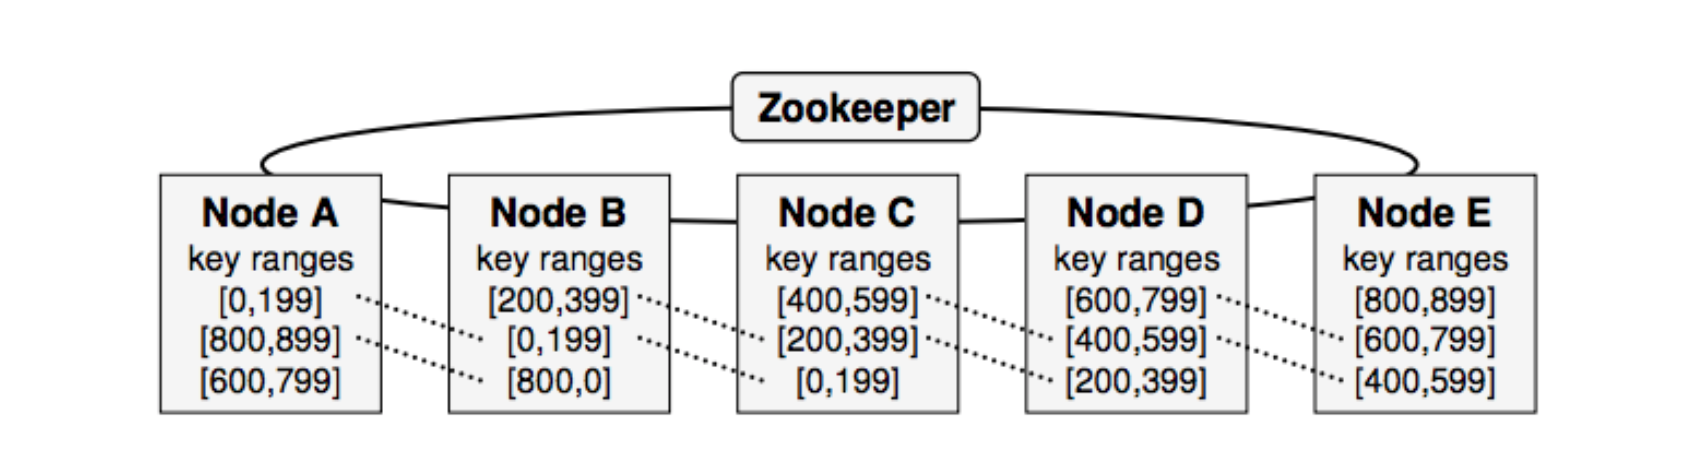 Zookeeper
Node A
key ranges
[0,199]
[800,899]
[600,799]
Node B
key ranges
[200,399]
[0,199]
[800,0]
Node C
key ranges
[400,599]
[200,399]
[0,199]
Node D
key ranges
[600,799]
[400,599]
[200,399]
Node E
key ranges
[800,899]
[600,799]
[400,599]